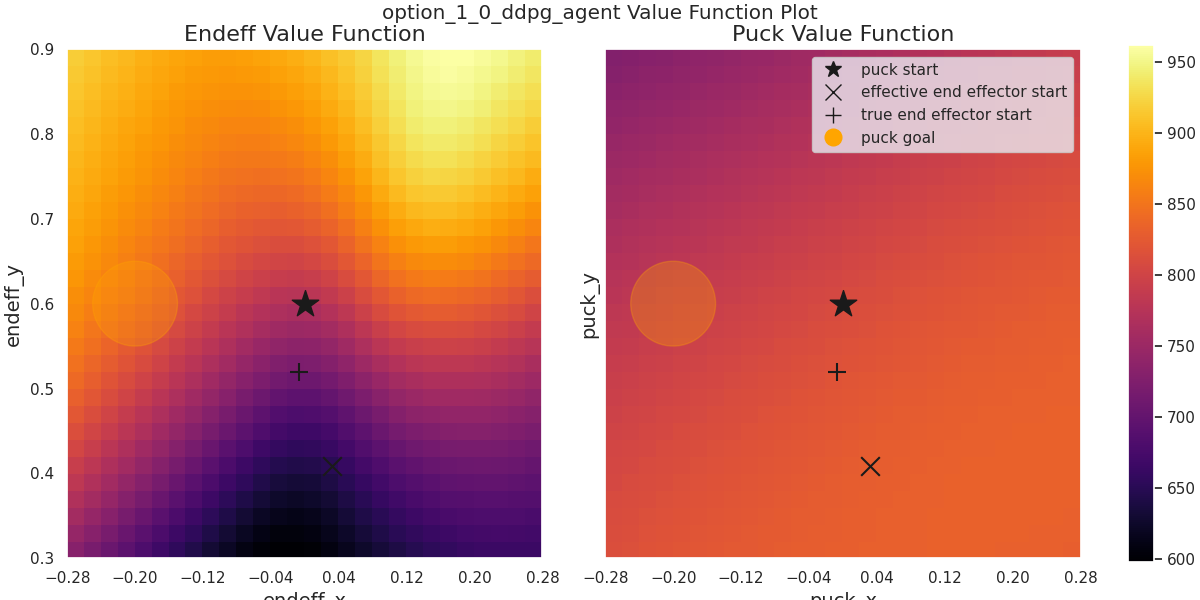 option_1_0_ddpg_agent Value Function Plot
Endeff Value Function
Puck Value Function
puck start
effective end effector start
true end effector start
puck goal
endeff_y
0.9
0.8
0.7
0.6
0.5
0.4
0.3
−0.28 −0.20 −0.12 −0.04 0.04 0.12 0.20 0.28
endeff_x
puck_y
−0.28 −0.20 −0.12 −0.04 0.04 0.12 0.20 0.28
puck_x
950
900
850
800
750
700
650
600